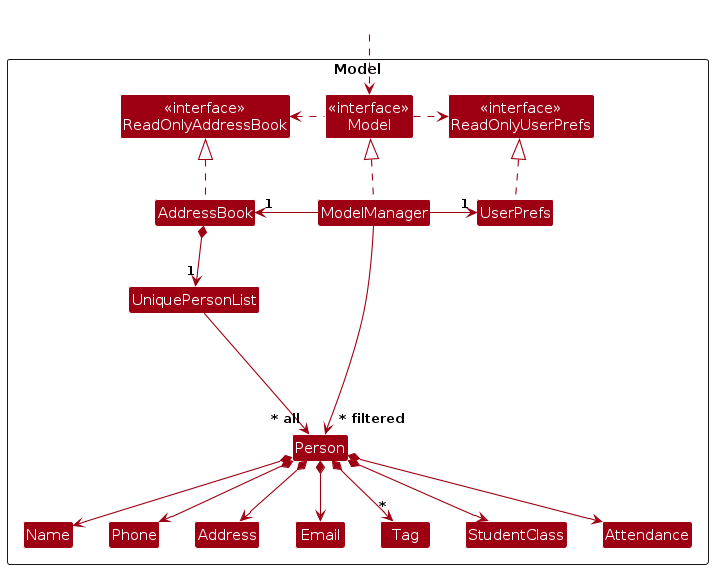 Model
«interface»
ReadOnlyAddressBook
«interface»
Model
«interface»
ReadOnlyUserPrefs
AddressBook
1
ModelManager
1
UserPrefs
1
UniquePersonList
* all
* filtered
Person
*
Name
Phone
Address
Email
Tag
StudentClass
Attendance